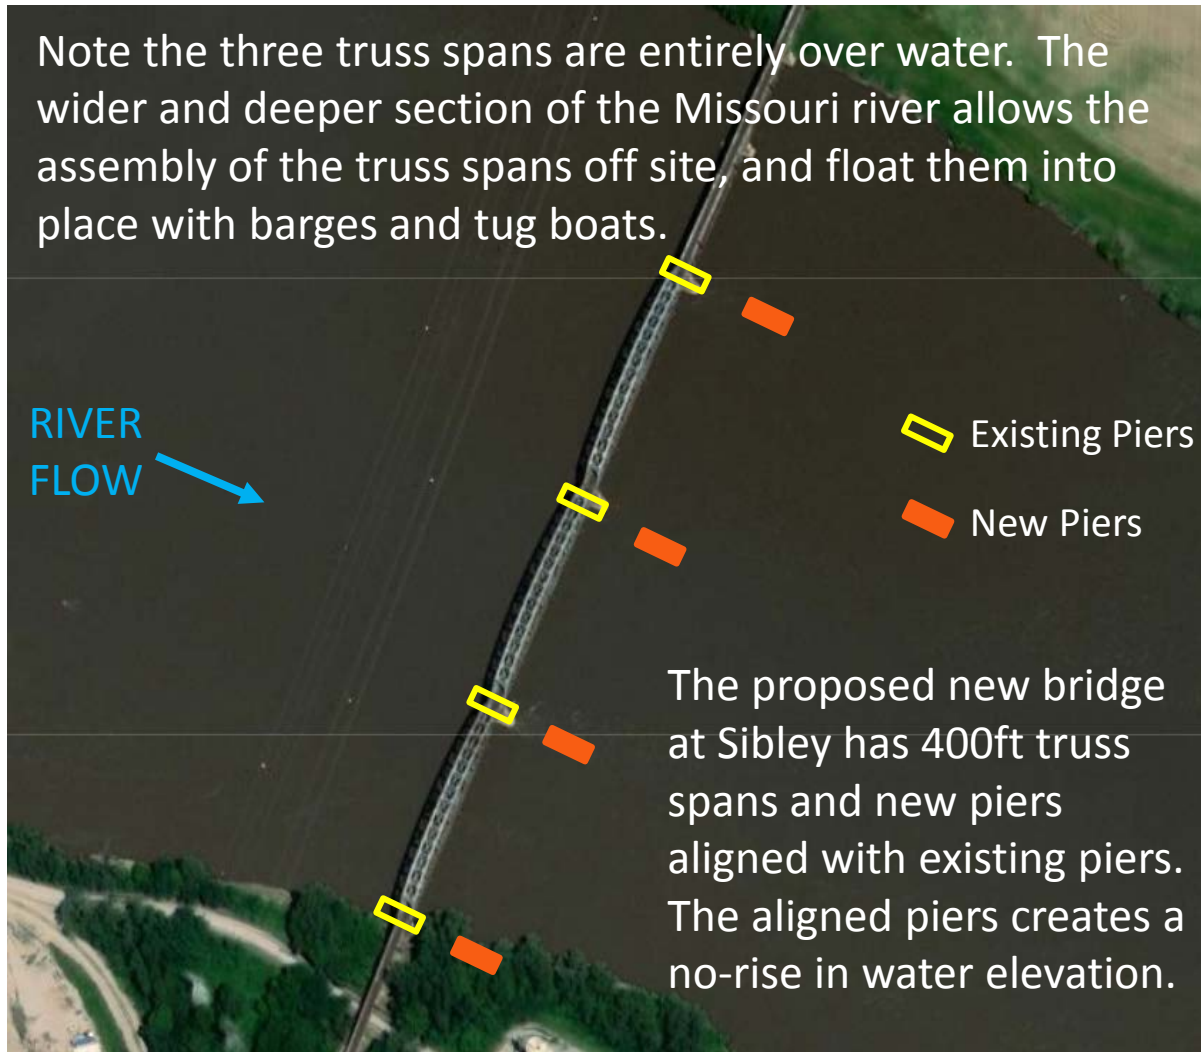 Note the three truss spans are entirely over water.  The
wider and deeper section of the Missouri river allows the
assembly of the truss spans off site, and float them into
place with barges and tug boats.
RIVER
FLOW
Existing Piers
New Piers
The proposed new bridge
at Sibley has 400ft truss
spans and new piers
aligned with existing piers.
The aligned piers creates a
no-rise in water elevation.